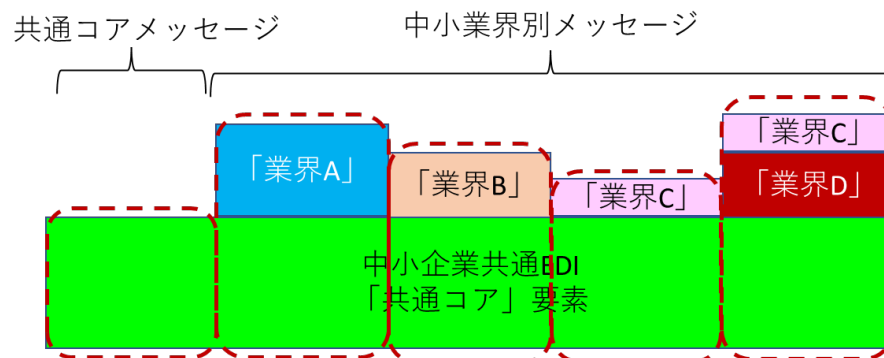 共通コアメッセージ
中小業界別メッセージ
「業界A」
「業界B」
「業界C」
「業界C」
「業界D」
中小企業共通EDI
「共通コア」要素